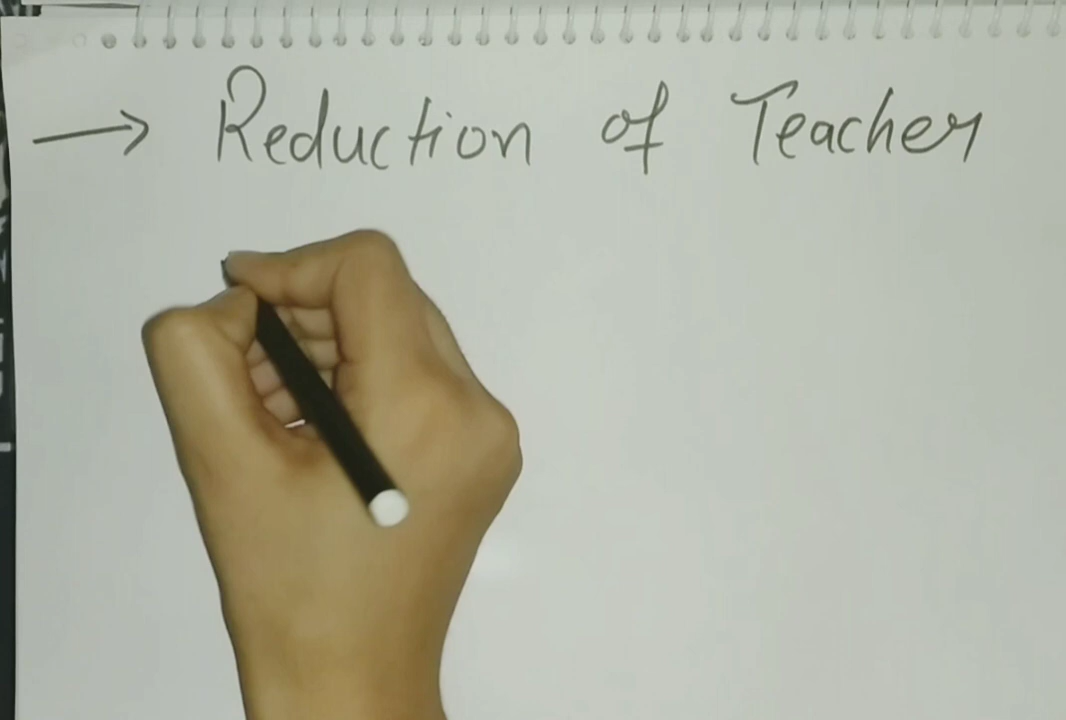 → Reduction of Teacher